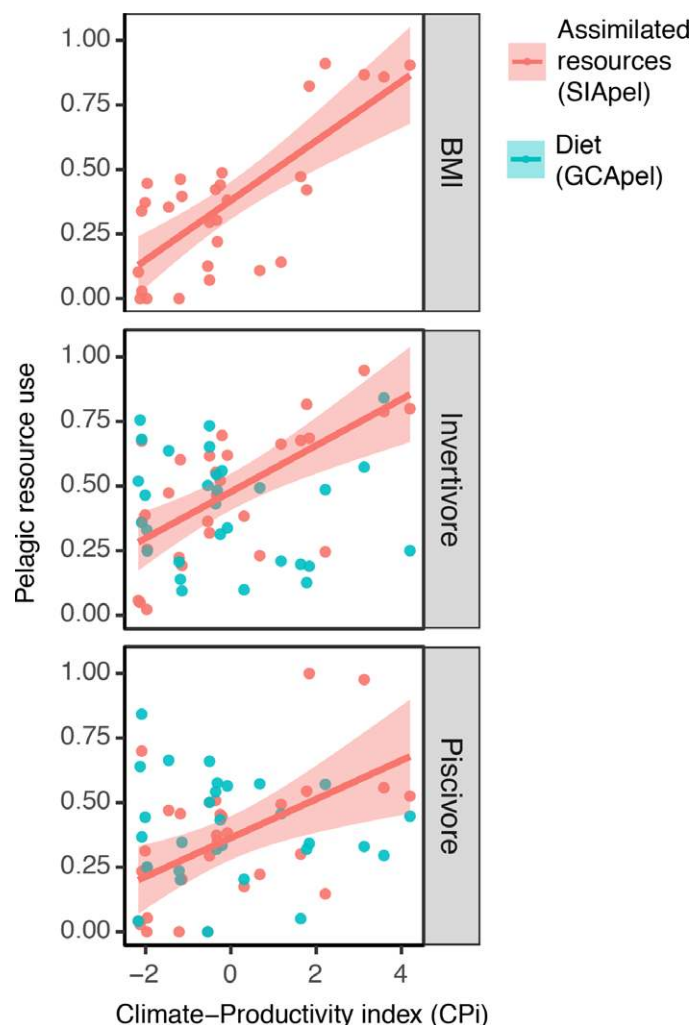 1.00
0.75
0.50
0.25
0.00
BMI
Assimilated
resources
(SIApel)
Diet
(GCApel)
Pelagic resource use
1.00
0.75
0.50
0.25
0.00
Invertivore
1.00
0.75
0.50
0.25
0.00
Piscivore
−2
0
2
4
Climate−Productivity index (CPi)